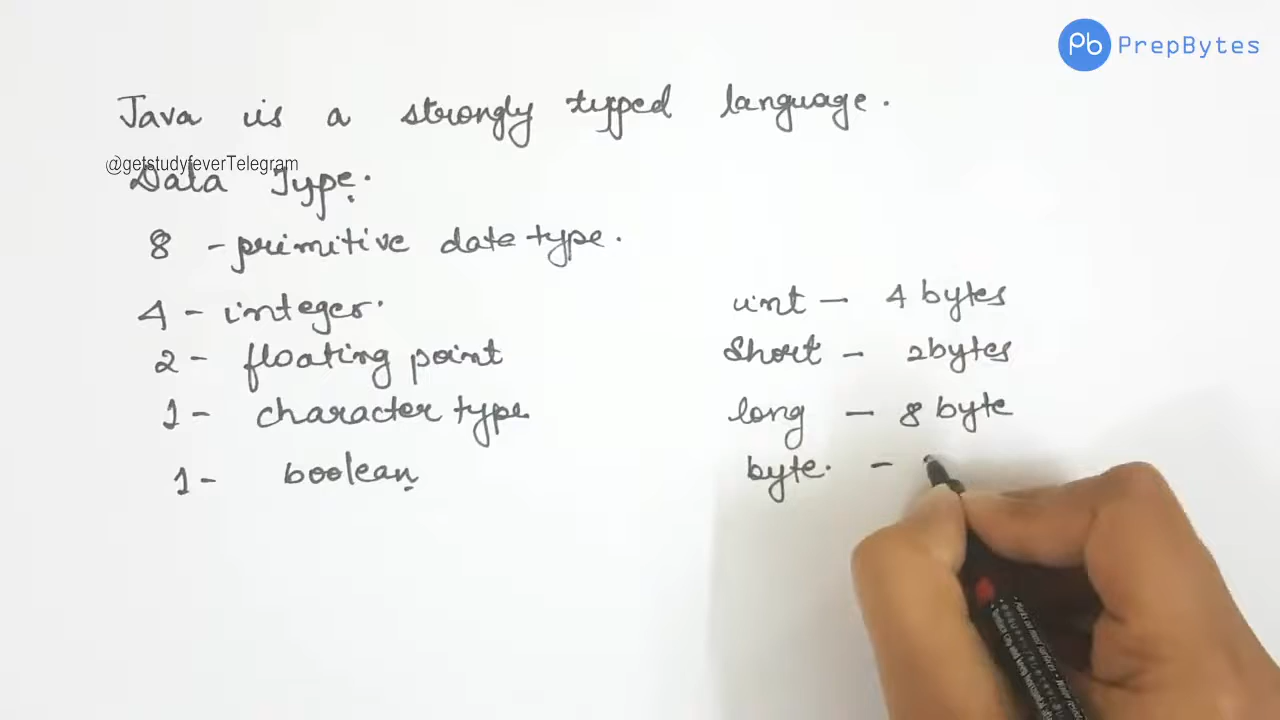 Pb PrepBytes
Java is a strongly typed language.
@getstudyfeverTelegram
Data Type.
8 - primitive date type.
4 - integer.
2 - floating point
1 - character type
1 - boolean
int - 4 bytes
Short - 2bytes
long - 8 byte
byte. -